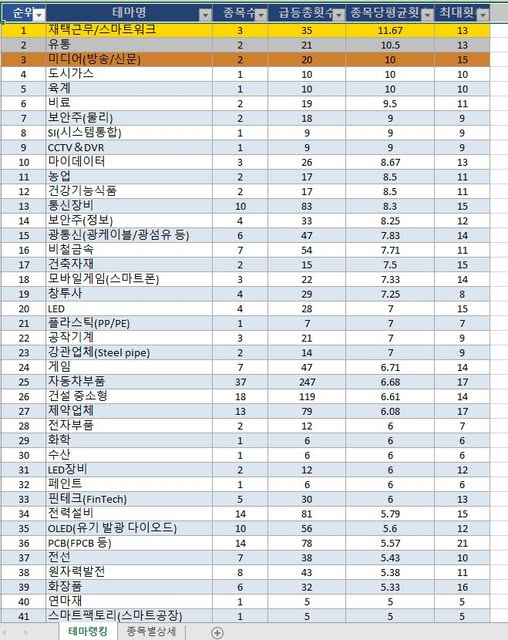 순위 테마명 종목수 급등총횟수 종목당평균횟 최대횟
1 재택근무/스마트워크 3 35 11.67 13
2 유통 2 21 10.5 13
3 미디어(방송/신문) 2 20 10 15
4 도시가스 1 10 10 10
5 육계 1 10 10 10
6 비료 2 19 9.5 11
7 보안주(물리) 2 18 9 9
8 SI(시스템통합) 1 9 9 9
9 CCTV＆DVR 1 9 9 9
10 마이데이터 3 26 8.67 13
11 농업 2 17 8.5 11
12 건강기능식품 2 17 8.5 11
13 통신장비 10 83 8.3 15
14 보안주(정보) 4 33 8.25 12
15 광통신(광케이블/광섬유 등) 6 47 7.83 14
16 비철금속 7 54 7.71 11
17 건축자재 2 15 7.5 15
18 모바일게임(스마트폰) 3 22 7.33 14
19 창투사 4 29 7.25 8
20 LED 4 28 7 15
21 플라스틱(PP/PE) 1 7 7 7
22 공작기계 3 21 7 9
23 강관업체(Steel pipe) 2 14 7 9
24 게임 7 47 6.71 14
25 자동차부품 37 247 6.68 17
26 건설 중소형 18 119 6.61 14
27 제약업체 13 79 6.08 17
28 전자부품 2 12 6 7
29 화학 1 6 6 6
30 수산 1 6 6 6
31 LED장비 2 12 6 12
32 페인트 1 6 6 6
33 핀테크(FinTech) 5 30 6 13
34 전력설비 14 81 5.79 15
35 OLED(유기 발광 다이오드) 10 56 5.6 12
36 PCB(FPCB 등) 14 78 5.57 21
37 전선 7 38 5.43 10
38 원자력발전 8 43 5.38 11
39 화장품 6 32 5.33 16
40 연마재 1 5 5 5
41 스마트팩토리(스마트공장) 1 5 5 5
테마랭킹 종목별상세